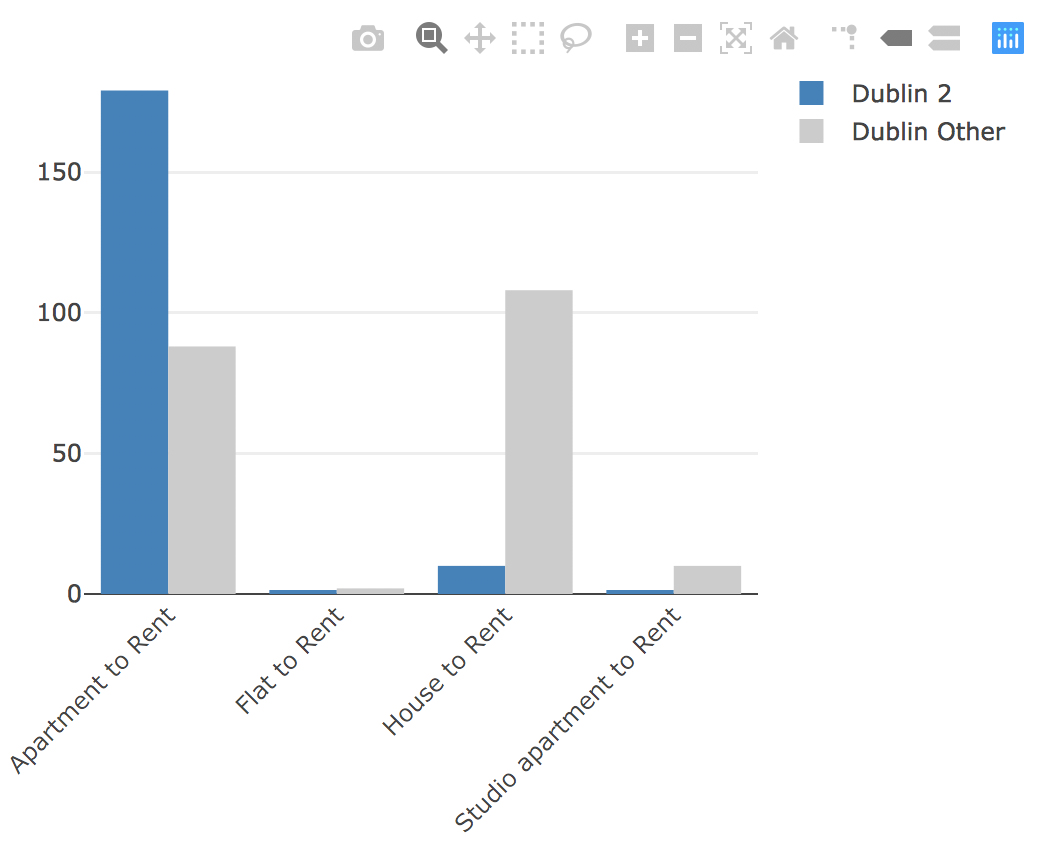 Dublin 2
Dublin Other
150
100
50
0
Apartment to Rent
Flat to Rent
House to Rent
Studio apartment to Rent